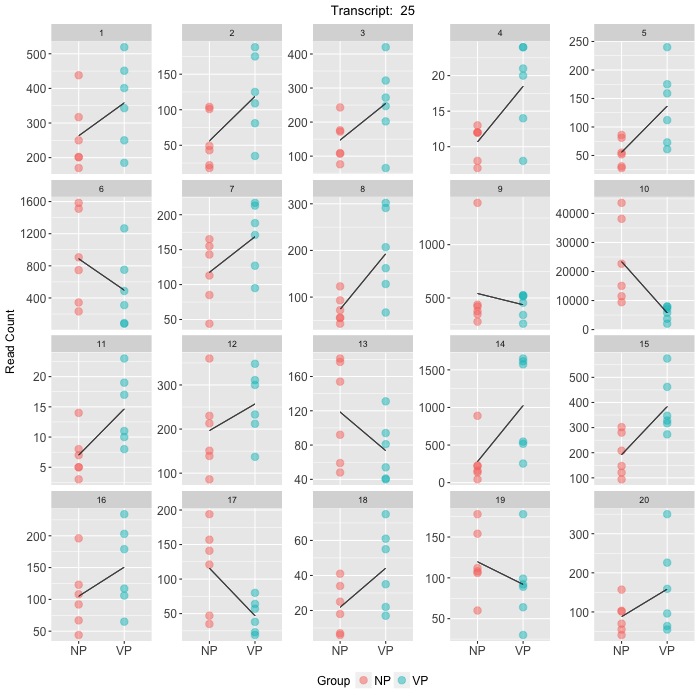 Transcript: 25
1 2 3 4 5
500 400 300 200
150 100 50
400 300 200 100
20 10
250 200 150 100 50
6 7 8 9 10
1600 1200 800 400
200 150 100 50
300 200 100
1000 500
40000 30000 20000 10000 0
Read Count
11 12 13 14 15
20 15 10 5
300 200 100
160 120 80 40
1500 1000 500 0
500 400 300 200 100
16 17 18 19 20
200 150 100 50
200 150 100 50
60 40 20
150 100 50
300 200 100
NP VP NP VP NP VP NP VP NP VP
Group NP VP